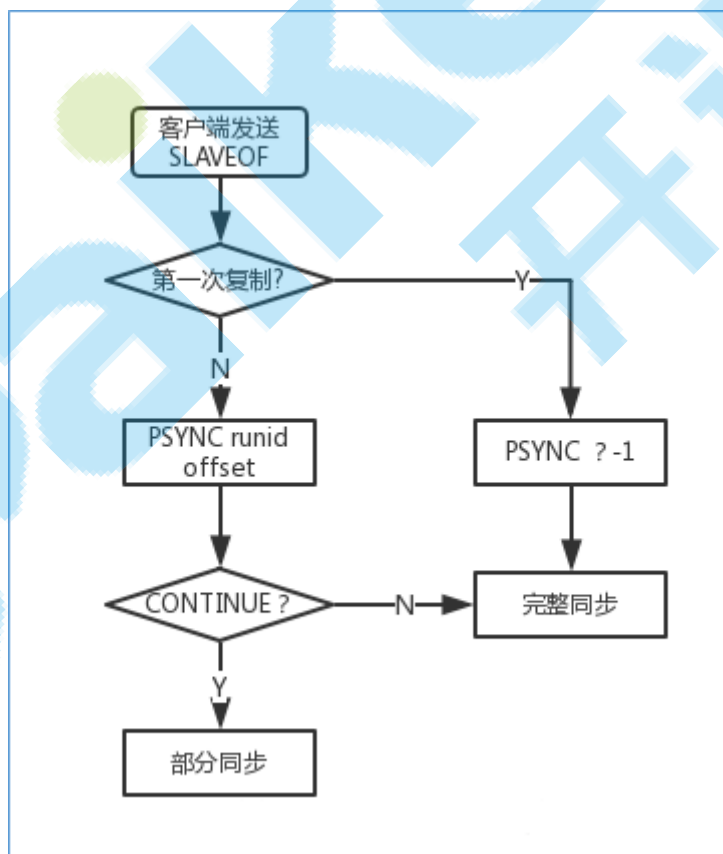 客户端发送
SLAVEOF
第一次复制?
Y
N
PSYNC runid
offset
PSYNC ? -1
CONTINUE ?
N
完整同步
Y
部分同步